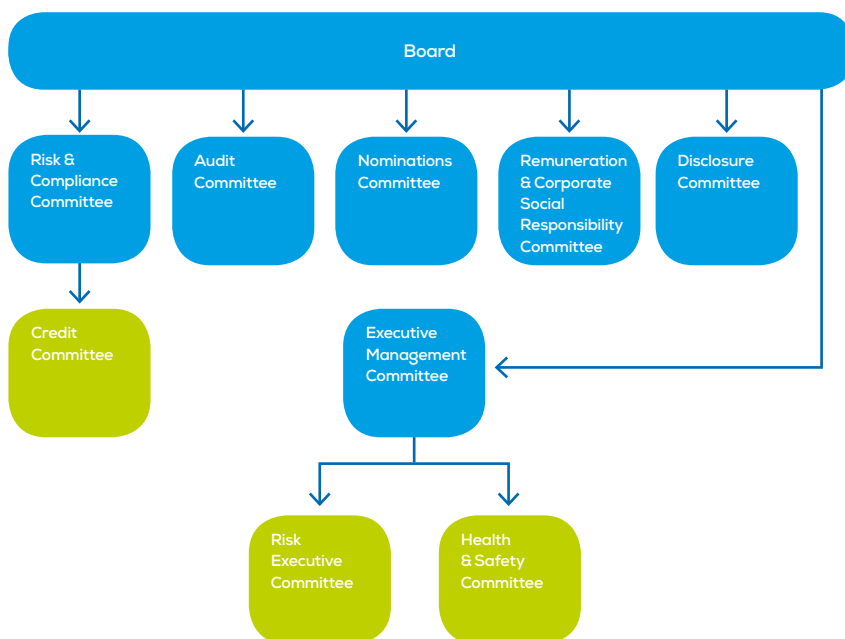 Board
Risk &
Compliance
Committee
Audit
Committee
Nominations
Committee
Remuneration
& Corporate
Social
Responsibility
Committee
Disclosure
Committee
Credit
Committee
Executive
Management
Committee
Risk
Executive
Committee
Health
& Safety
Committee